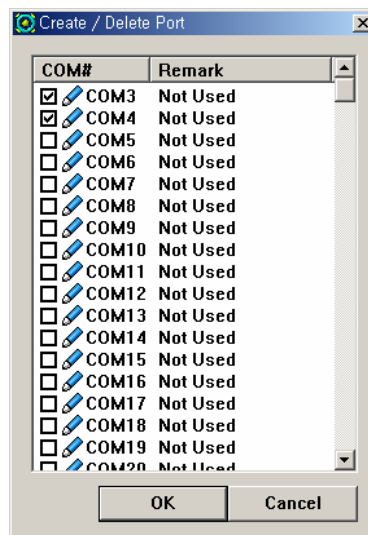 Create / Delete Port
COM# Remark
COM3 Not Used
COM4 Not Used
COM5 Not Used
COM6 Not Used
COM7 Not Used
COM8 Not Used
COM9 Not Used
COM10 Not Used
COM11 Not Used
COM12 Not Used
COM13 Not Used
COM14 Not Used
COM15 Not Used
COM16 Not Used
COM17 Not Used
COM18 Not Used
COM19 Not Used
COM20 Not Used
OK Cancel